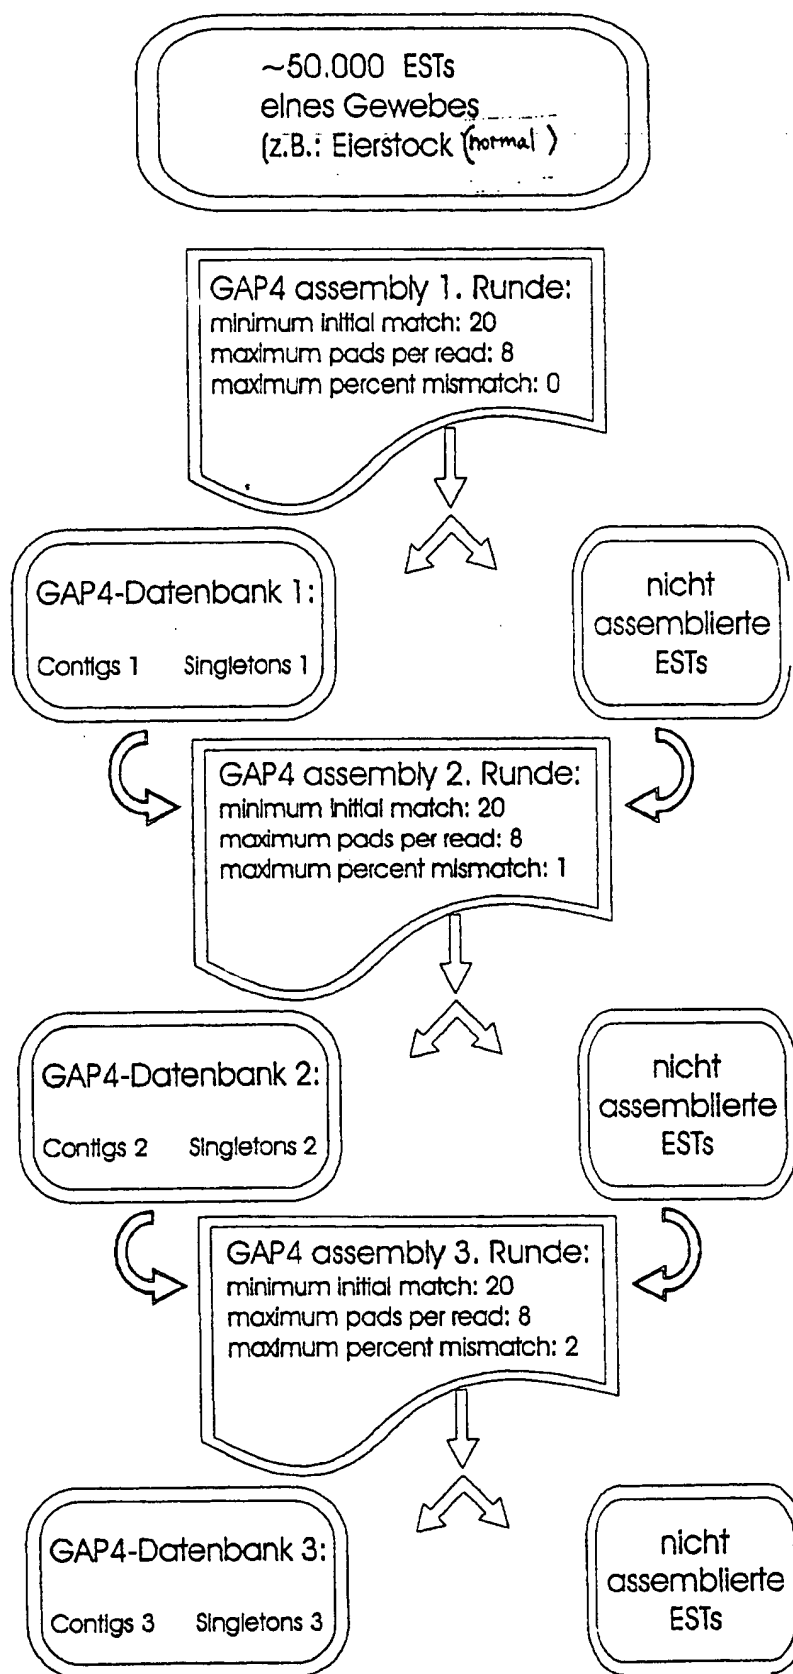 ~50.000 ESTs
eines Gewebes
(z.B.: Eierstock (normal)
GAP4 assembly 1. Runde:
minimum initial match: 20
maximum pads per read: 8
maximum percent mismatch: 0
GAP4-Datenbank 1:
Contigs 1 Singletons 1
nicht
assemblierte
ESTs
GAP4 assembly 2. Runde:
minimum initial match: 20
maximum pads per read: 8
maximum percent mismatch: 1
GAP4-Datenbank 2:
Contigs 2 Singletons 2
nicht
assemblierte
ESTs
GAP4 assembly 3. Runde:
minimum initial match: 20
maximum pads per read: 8
maximum percent mismatch: 2
GAP4-Datenbank 3:
Contigs 3 Singletons 3
nicht
assemblierte
ESTs